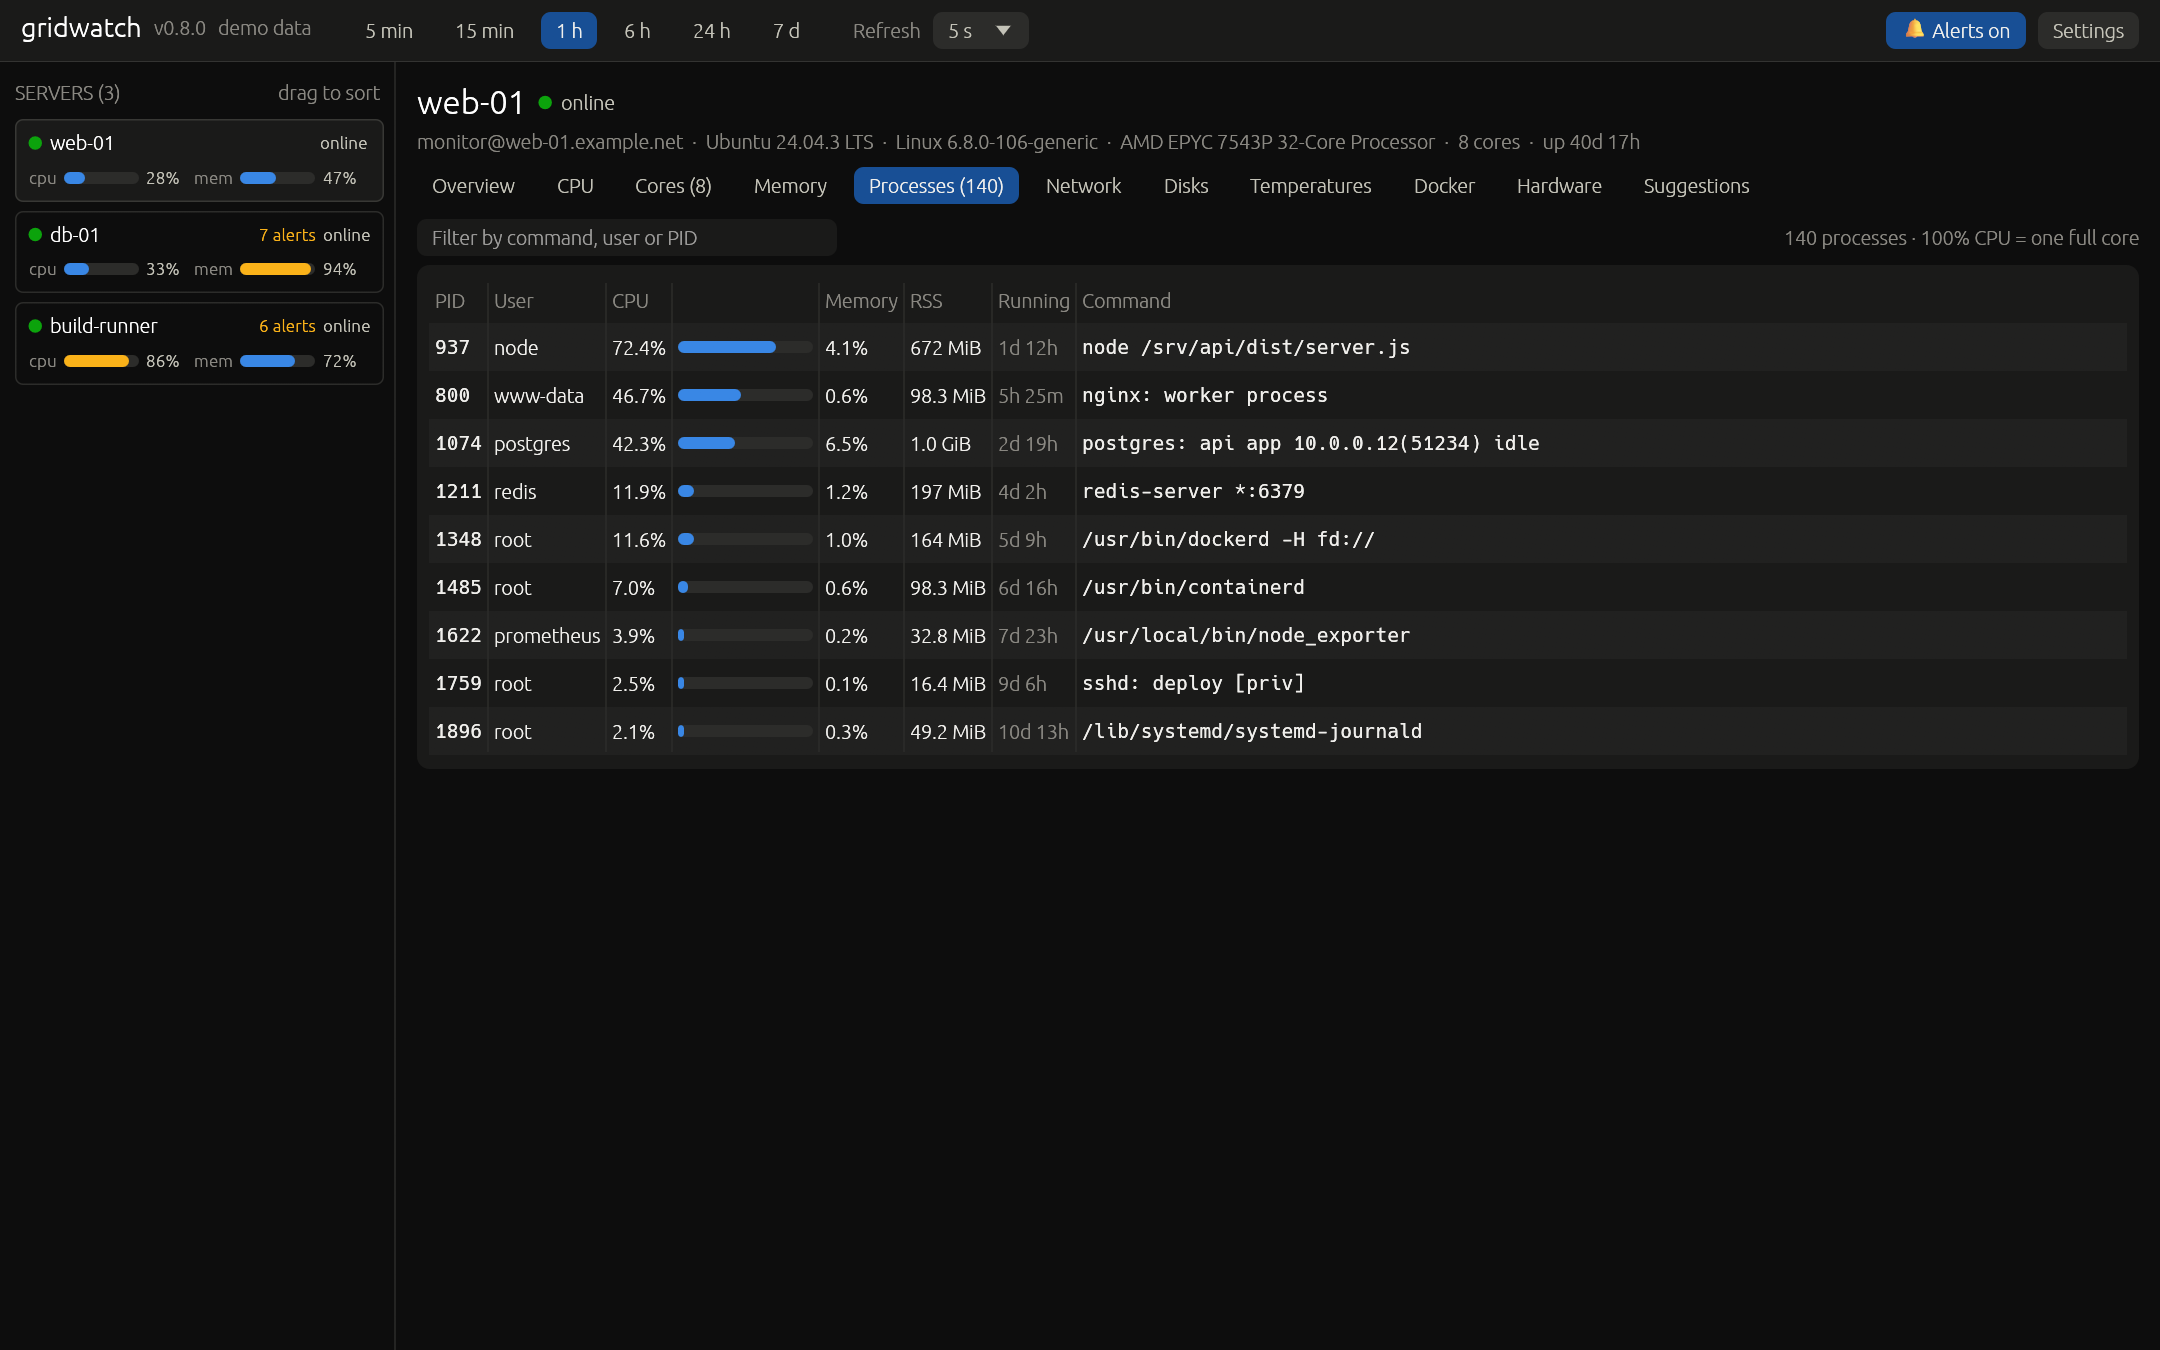 gridwatch v0.8.0 demo data 5 min 15 min 1 h 6 h 24 h 7 d Refresh 5 s Alerts on Settings
SERVERS (3) drag to sort
web-01 online
cpu 28% mem 47%
db-01 7 alerts online
cpu 33% mem 94%
build-runner 6 alerts online
cpu 86% mem 72%
web-01 online
monitor@web-01.example.net · Ubuntu 24.04.3 LTS · Linux 6.8.0-106-generic · AMD EPYC 7543P 32-Core Processor · 8 cores · up 40d 17h
Overview CPU Cores (8) Memory Processes (140) Network Disks Temperatures Docker Hardware Suggestions
Filter by command, user or PID 140 processes · 100% CPU = one full core
PID User CPU Memory RSS Running Command
937 node 72.4% 4.1% 672 MiB 1d 12h node /srv/api/dist/server.js
800 www-data 46.7% 0.6% 98.3 MiB 5h 25m nginx: worker process
1074 postgres 42.3% 6.5% 1.0 GiB 2d 19h postgres: api app 10.0.0.12(51234) idle
1211 redis 11.9% 1.2% 197 MiB 4d 2h redis-server *:6379
1348 root 11.6% 1.0% 164 MiB 5d 9h /usr/bin/dockerd -H fd://
1485 root 7.0% 0.6% 98.3 MiB 6d 16h /usr/bin/containerd
1622 prometheus 3.9% 0.2% 32.8 MiB 7d 23h /usr/local/bin/node_exporter
1759 root 2.5% 0.1% 16.4 MiB 9d 6h sshd: deploy [priv]
1896 root 2.1% 0.3% 49.2 MiB 10d 13h /lib/systemd/systemd-journald